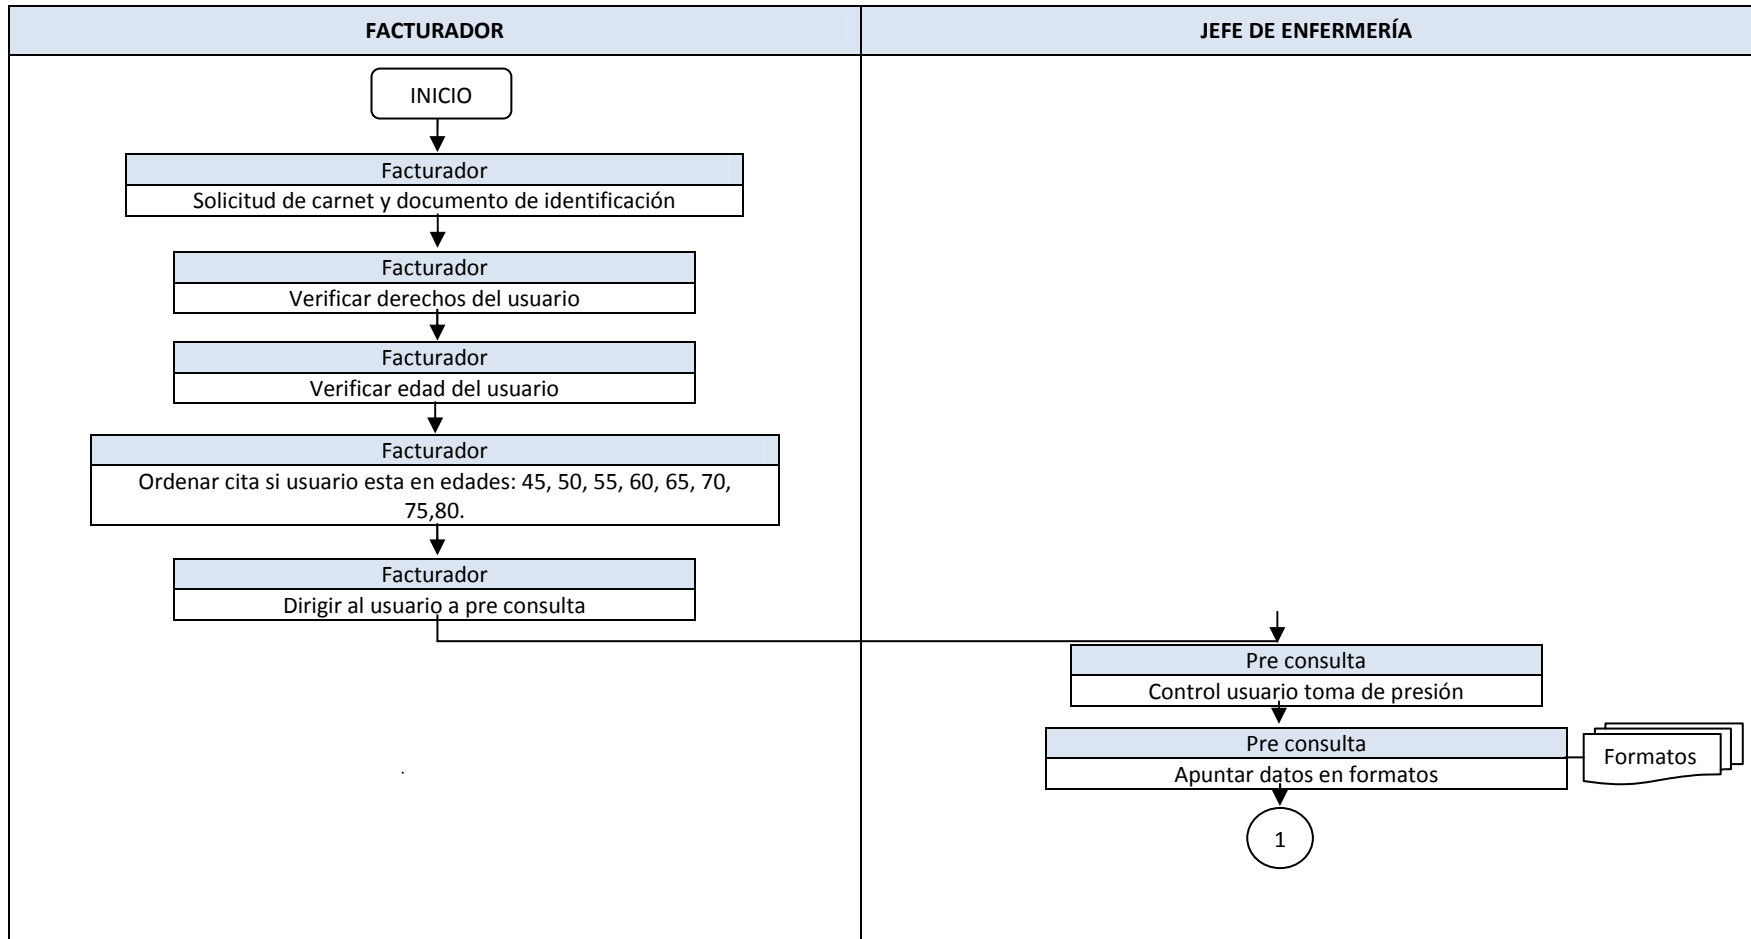 FACTURADOR
JEFE DE ENFERMERÍA
INICIO
Facturador
Solicitud de carnet y documento de identificación
Facturador
Verificar derechos del usuario
Facturador
Verificar edad del usuario
Facturador
Ordenar cita si usuario esta en edades: 45, 50, 55, 60, 65, 70,
75,80.
Facturador
Dirigir al usuario a pre consulta
Pre consulta
Control usuario toma de presión
Pre consulta
Apuntar datos en formatos
Formatos
1